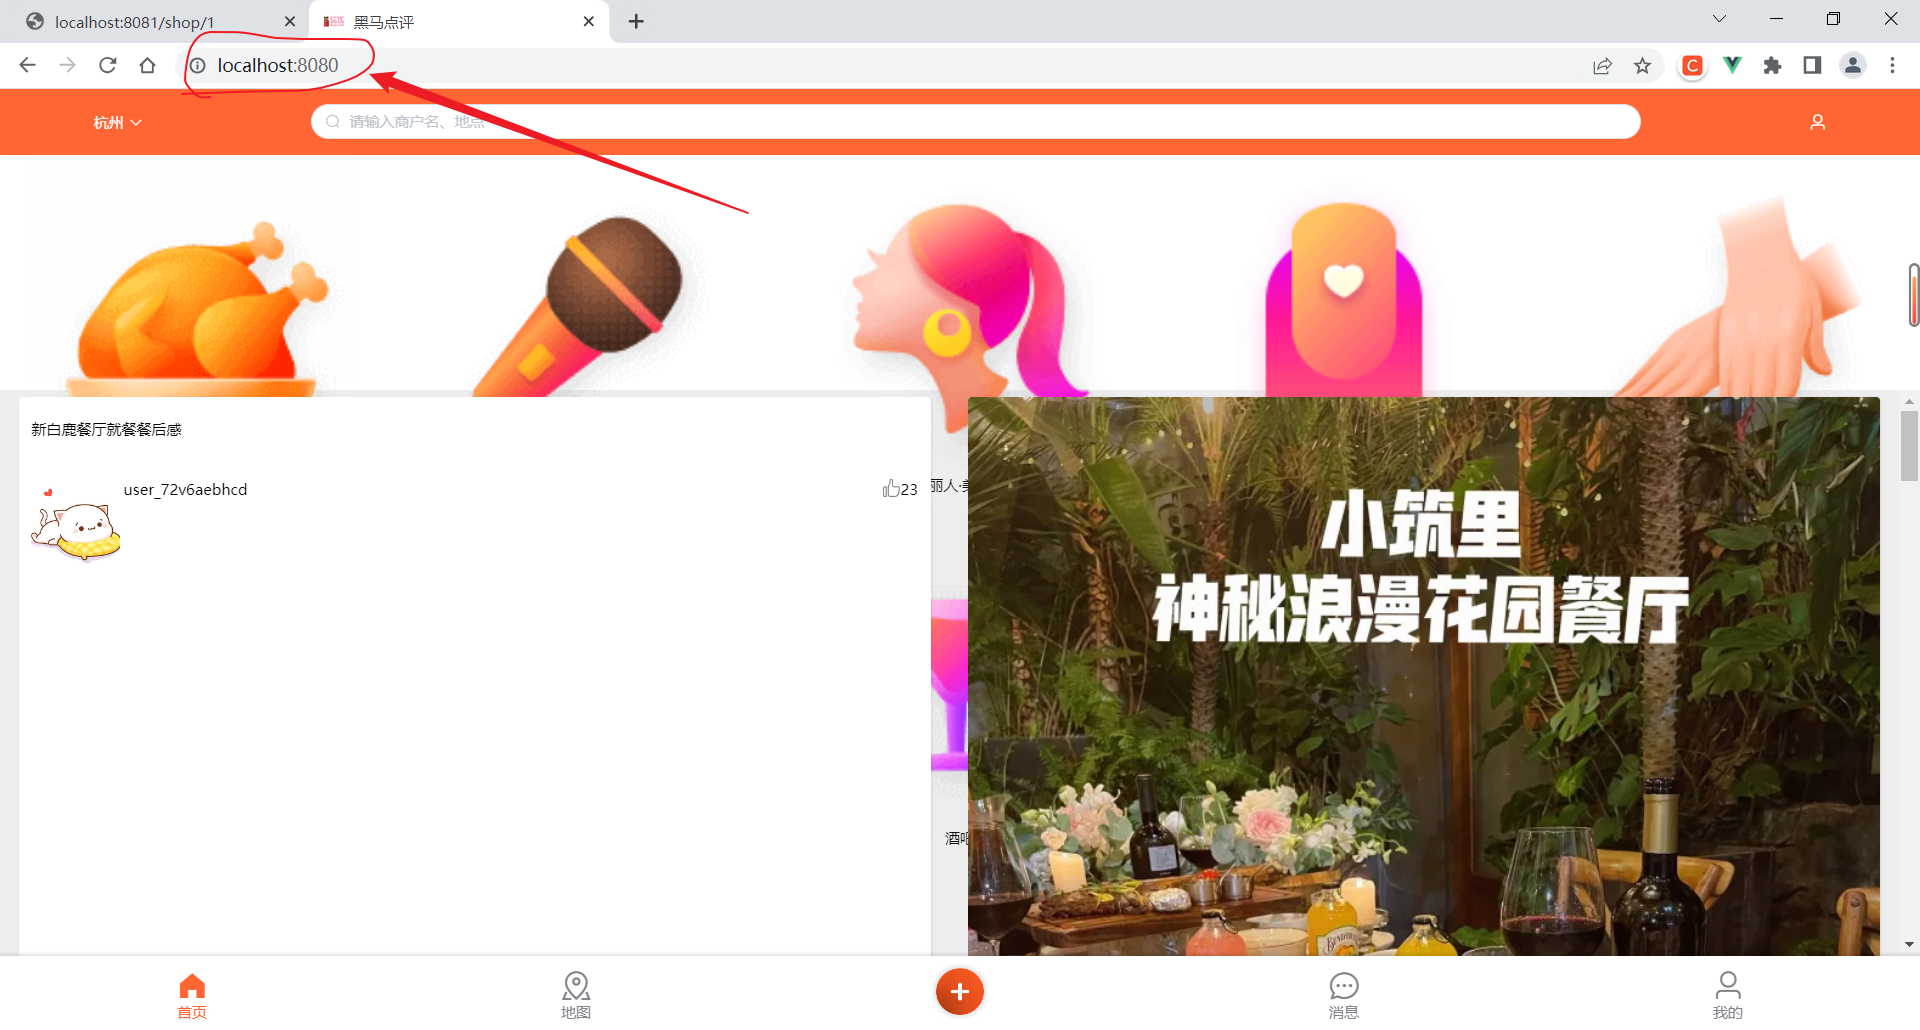 localhost:8081/shop/1
黑马点评
localhost:8080
杭州
请输入商户名、地点
新白鹿餐厅就餐餐后感
user_72v6aebhcd
23
丽人·美
小筑里
神秘浪漫花园餐厅
酒吧
首页
地图
消息
我的